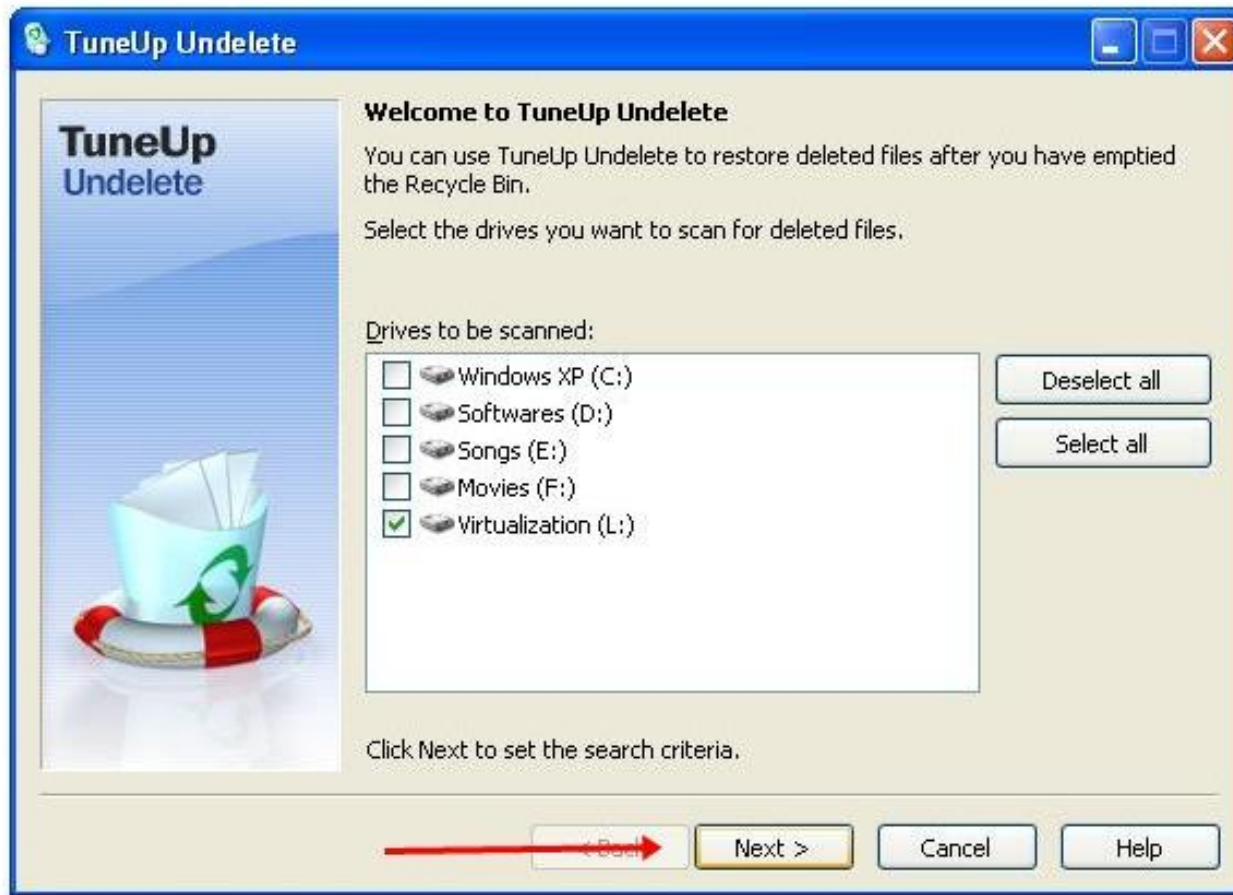 TuneUp Undelete
TuneUp
Undelete
Welcome to TuneUp Undelete
You can use TuneUp Undelete to restore deleted files after you have emptied
the Recycle Bin.
Select the drives you want to scan for deleted files.
Drives to be scanned:
Windows XP (C:)
Softwares (D:)
Songs (E:)
Movies (F:)
Virtualization (L:)
Deselect all
Select all
Click Next to set the search criteria.
< Back
Next >
Cancel
Help